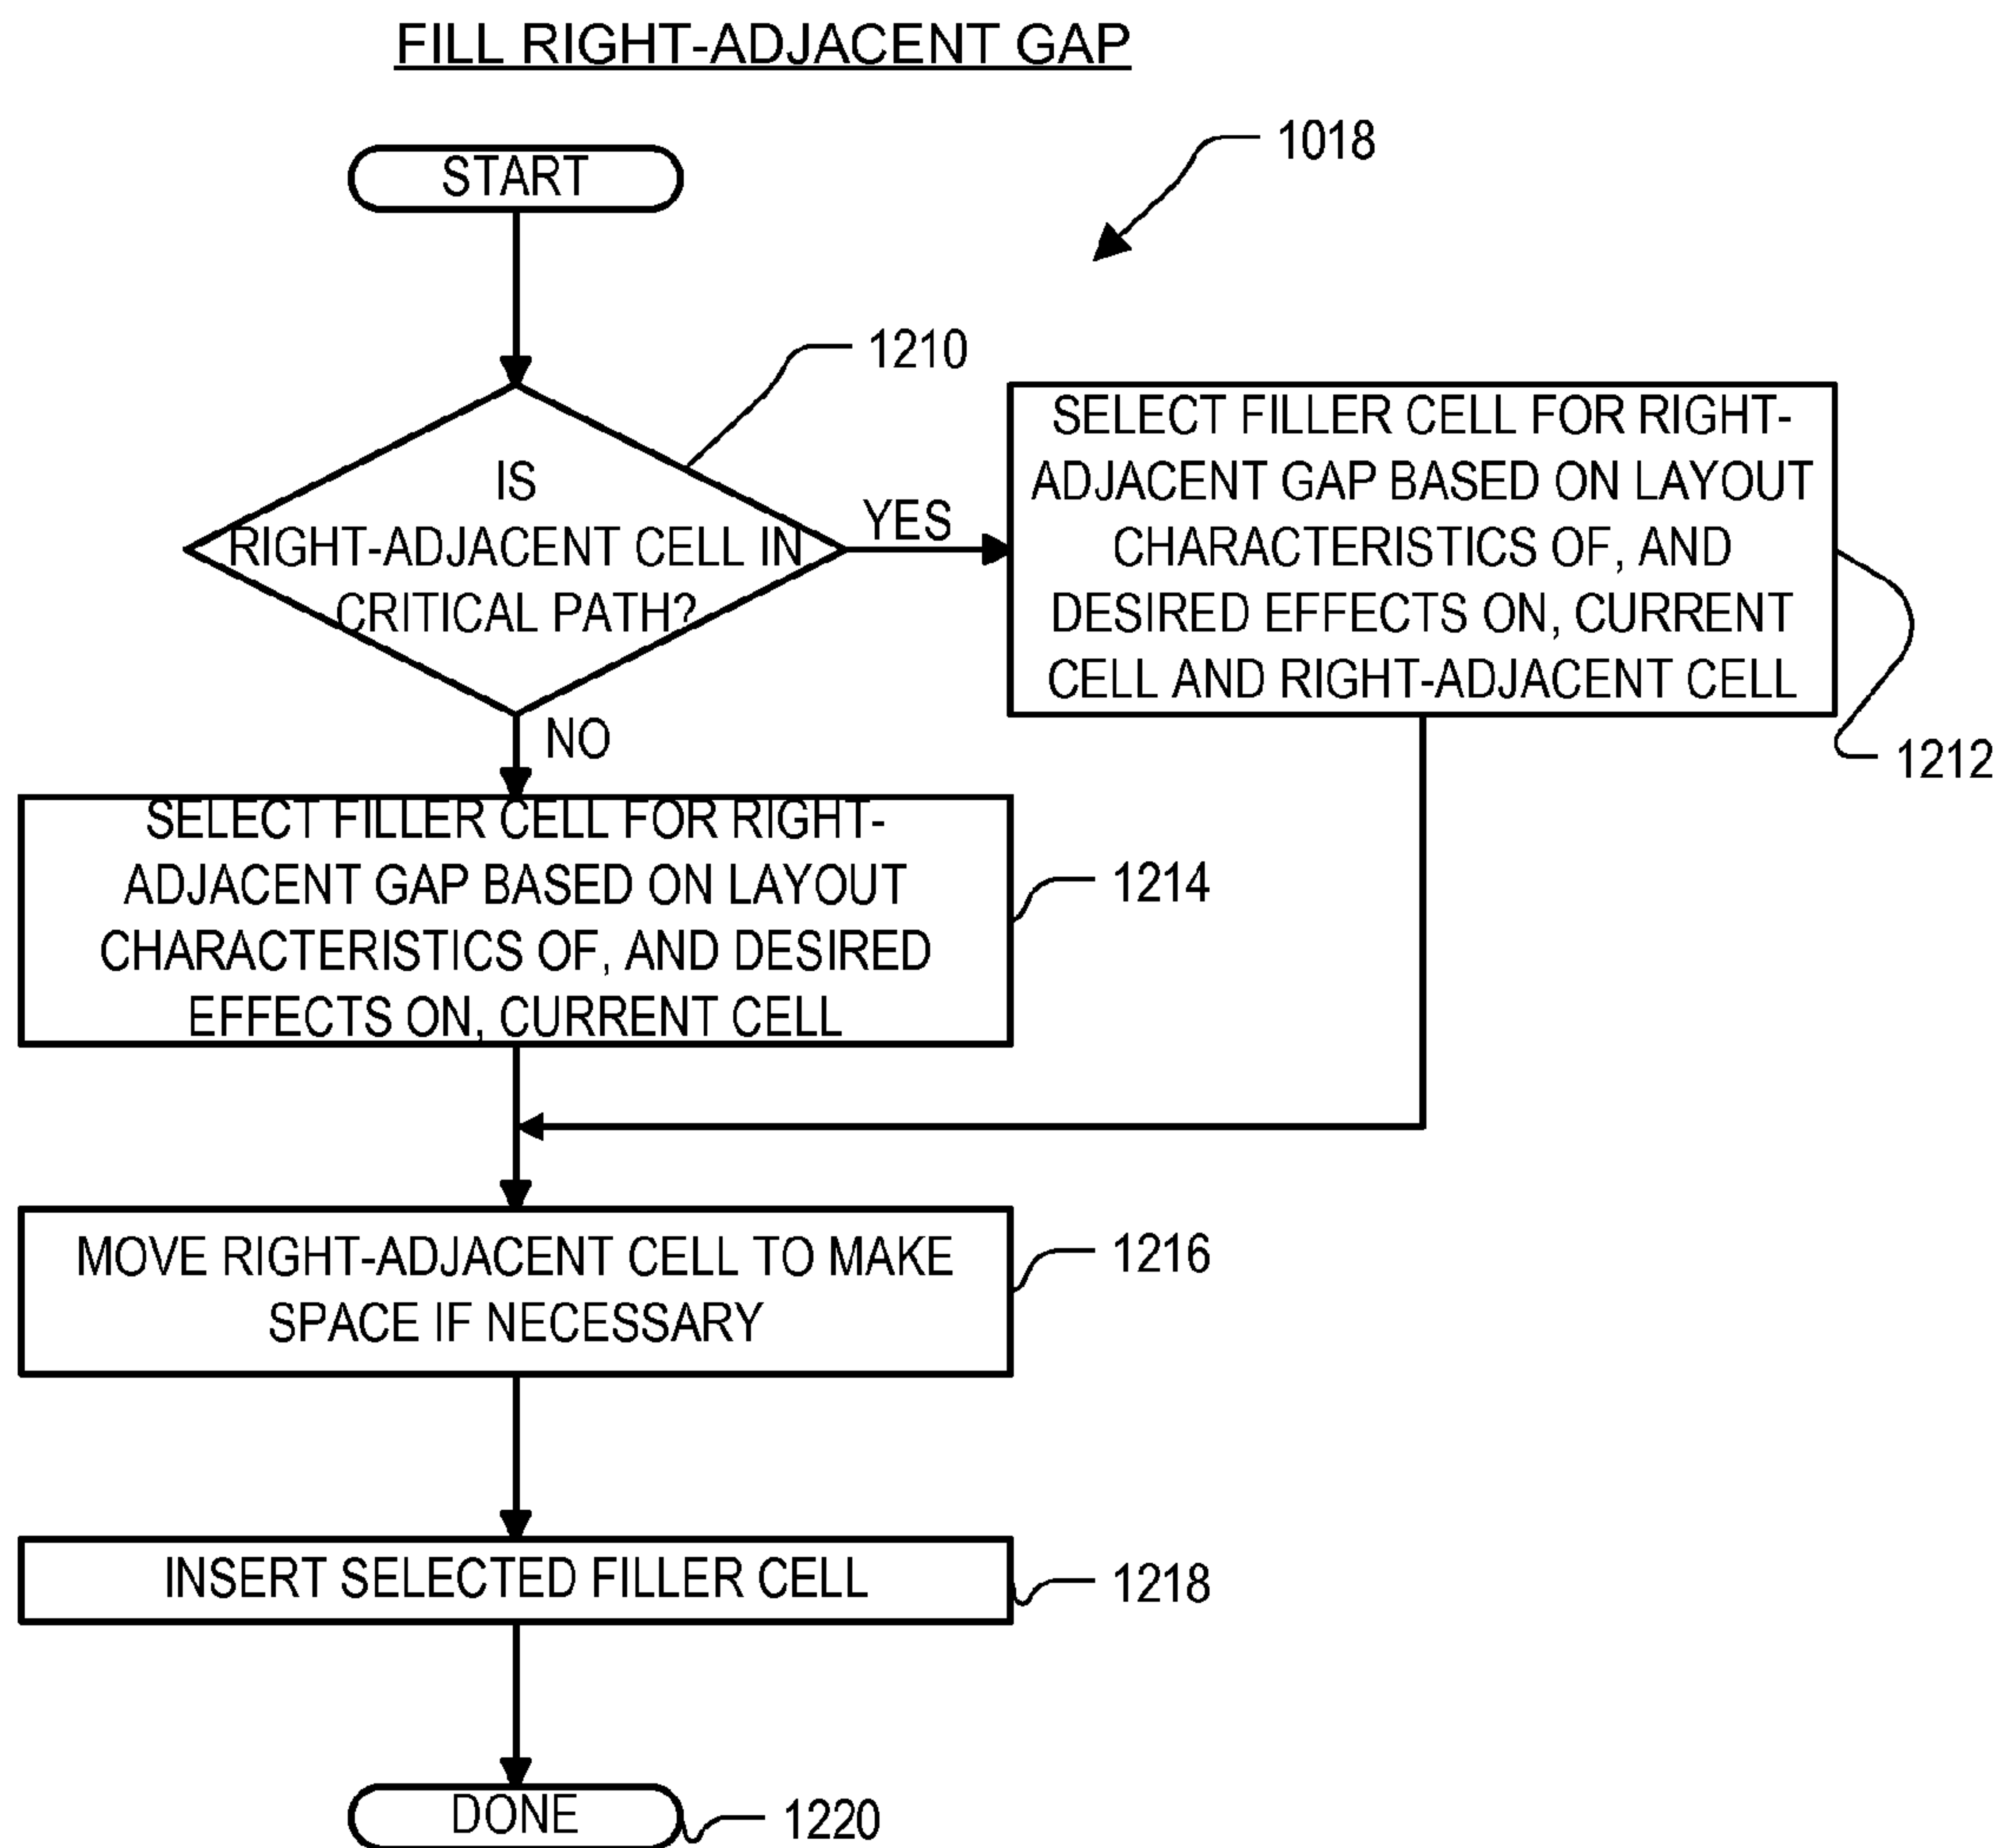 FILL RIGHT-ADJACENT GAP
1018
START
1210
IS
RIGHT-ADJACENT CELL IN
CRITICAL PATH?
YES
NO
SELECT FILLER CELL FOR RIGHT-
ADJACENT GAP BASED ON LAYOUT
CHARACTERISTICS OF, AND
DESIRED EFFECTS ON, CURRENT
CELL AND RIGHT-ADJACENT CELL
1212
SELECT FILLER CELL FOR RIGHT-
ADJACENT GAP BASED ON LAYOUT
CHARACTERISTICS OF, AND DESIRED
EFFECTS ON, CURRENT CELL
1214
MOVE RIGHT-ADJACENT CELL TO MAKE
SPACE IF NECESSARY
1216
INSERT SELECTED FILLER CELL
1218
DONE
1220